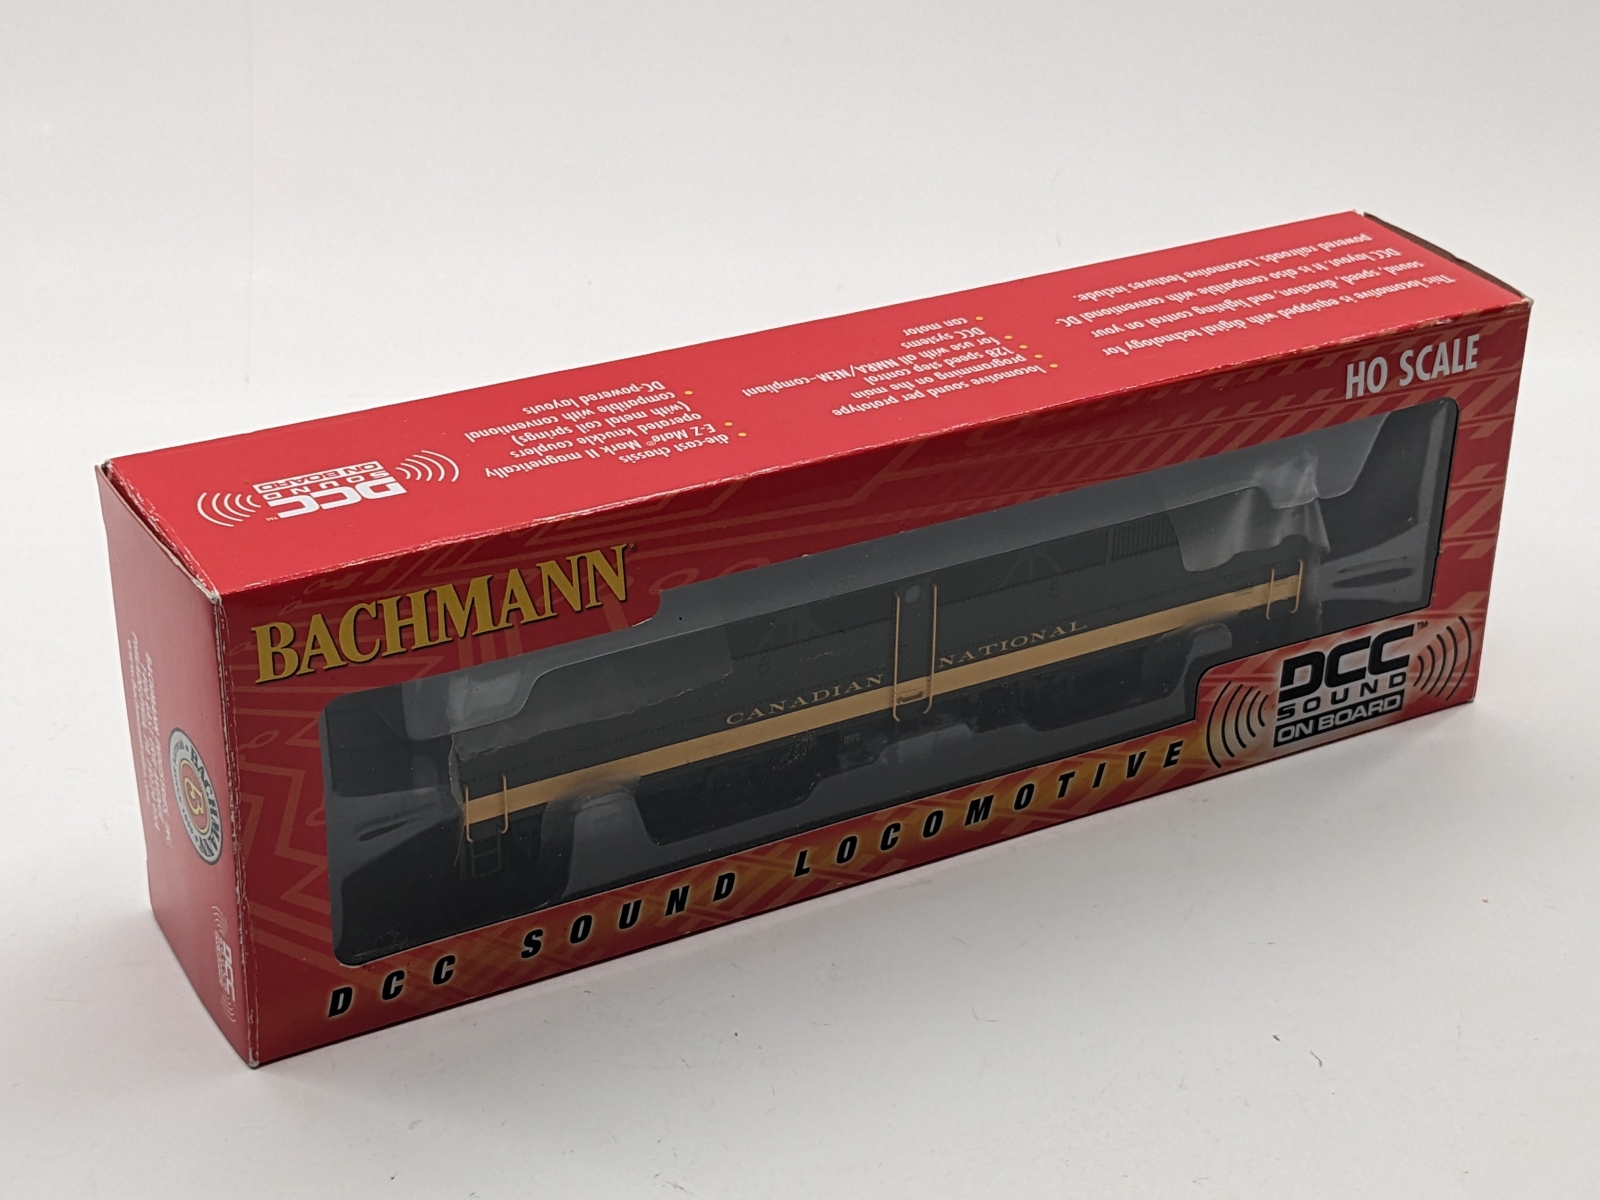 This locomotive is equipped with digital technology for
sound, speed, direction, and lighting control on your
DCC layout. It is also compatible with conventional DC-
powered railroads. Locomotive features include:
• locomotive sound per prototype
• programming on the main
• 128 speed step control
• for use with all NMRA/NEM-compliant
DCC systems
• can motor
• die-cast chassis
• E-Z Mate® Mark II magnetically
operated knuckle couplers
(with metal coil springs)
• compatible with conventional
DC-powered layouts
DCC
SOUND
ON BOARD
™
HO SCALE
BACHMANN
CANADIAN NATIONAL
DCC
SOUND
ON BOARD
™
DCC SOUND LOCOMOTIVE
BACHMANN
B
DCC